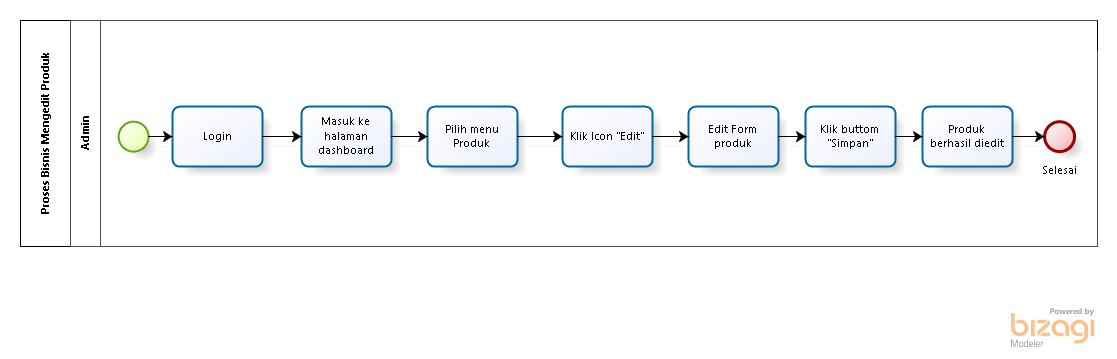 Proses Bisnis Mengedit Produk
Admin
Login
Masuk ke
halaman
dashboard
Pilih menu
Produk
Klik Icon "Edit"
Edit Form
produk
Klik buttom
"Simpan"
Produk
berhasil diedit
Selesai
Powered by
bizagi
Modeler